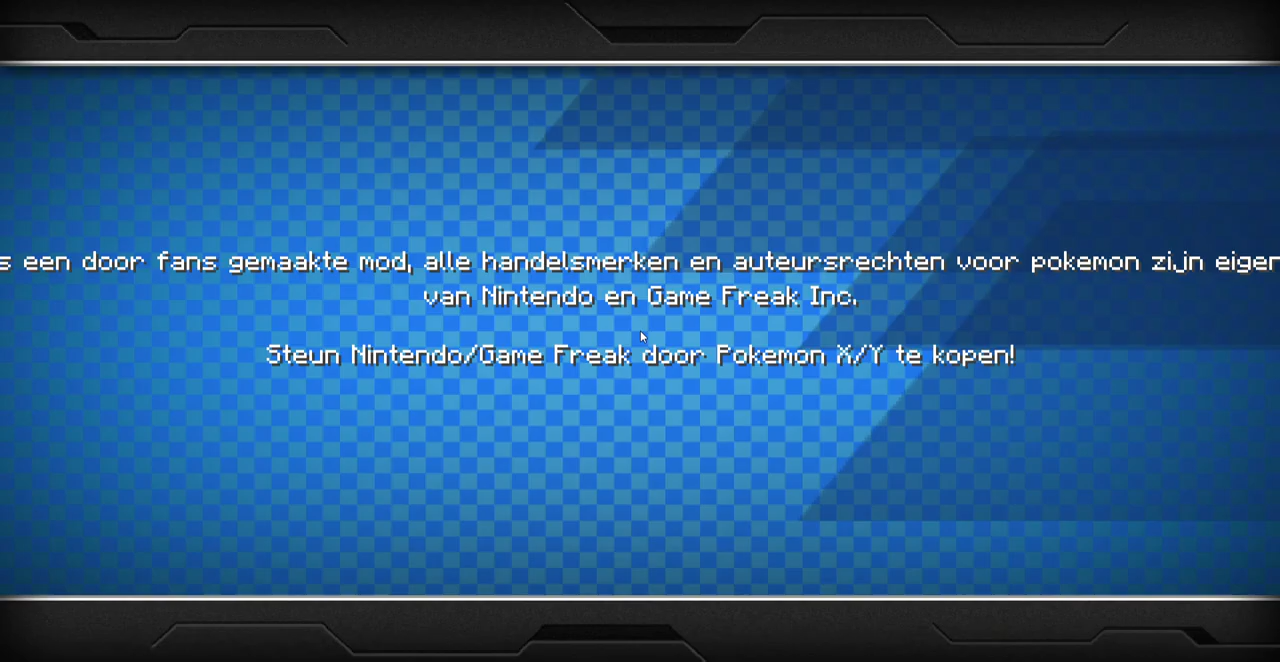 s een door fans gemaakte mod, alle handelsmerken en auteursrechten voor pokemon zijn eigen
van Nintendo en Game Freak Inc.
Steun Nintendo/Game Freak door Pokemon X/Y te kopen!